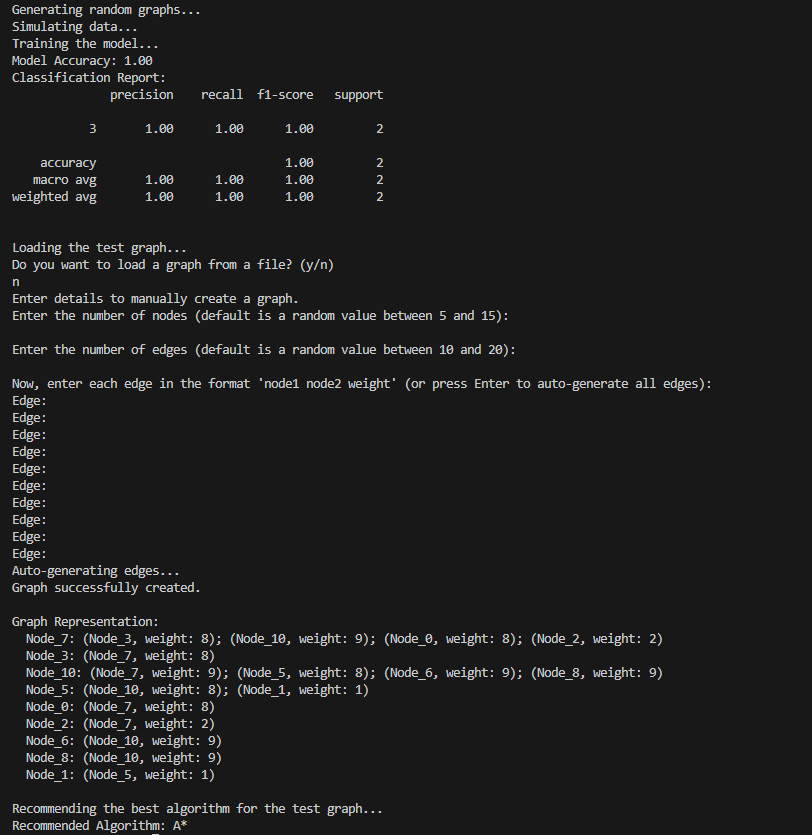 Generating random graphs...
Simulating data...
Training the model...
Model Accuracy: 1.00
Classification Report:
              precision    recall  f1-score   support

           3       1.00      1.00      1.00         2

    accuracy                           1.00         2
   macro avg       1.00      1.00      1.00         2
weighted avg       1.00      1.00      1.00         2


Loading the test graph...
Do you want to load a graph from a file? (y/n)
n
Enter details to manually create a graph.
Enter the number of nodes (default is a random value between 5 and 15):

Enter the number of edges (default is a random value between 10 and 20):

Now, enter each edge in the format 'node1 node2 weight' (or press Enter to auto-generate all edges):
Edge:
Edge:
Edge:
Edge:
Edge:
Edge:
Edge:
Edge:
Edge:
Edge:
Auto-generating edges...
Graph successfully created.

Graph Representation:
  Node_7: (Node_3, weight: 8); (Node_10, weight: 9); (Node_0, weight: 8); (Node_2, weight: 2)
  Node_3: (Node_7, weight: 8)
  Node_10: (Node_7, weight: 9); (Node_5, weight: 8); (Node_6, weight: 9); (Node_8, weight: 9)
  Node_5: (Node_10, weight: 8); (Node_1, weight: 1)
  Node_0: (Node_7, weight: 8)
  Node_2: (Node_7, weight: 2)
  Node_6: (Node_10, weight: 9)
  Node_8: (Node_10, weight: 9)
  Node_1: (Node_5, weight: 1)

Recommending the best algorithm for the test graph...
Recommended Algorithm: A*